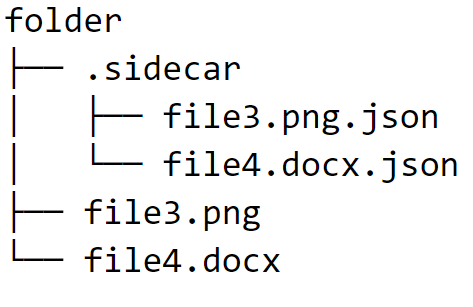 folder
├── .sidecar
│   ├── file3.png.json
│   └── file4.docx.json
├── file3.png
└── file4.docx